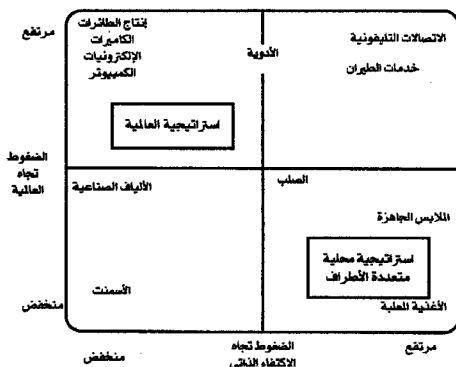 مرتفع
إنتاج الطائرات
الكاميرات
الإلكترونيات
الكمبيوتر
الأدوية
الاتصالات التليفونية
خدمات الطيران
استراتيجية العالمية
الضغوط
تجاه
العالمية
الألياف الصناعية
الصلب
الملابس الجاهزة
استراتيجية محلية
متعددة الأطراف
الأسمنت
الأغذية المعلبة
منخفض
منخفض
الضغوط تجاه
الاكتفاء الذاتى
مرتفع